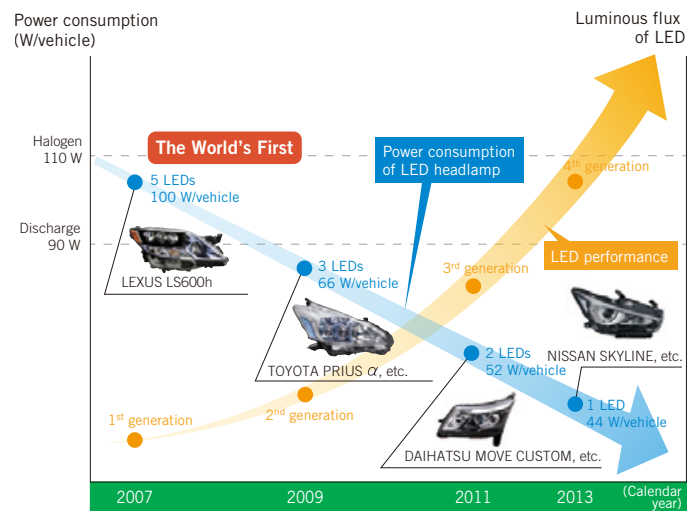 Power consumption
(W/vehicle)
Luminous flux
of LED
Halogen
110 W
The World's First
Power consumption
of LED headlamp
4th generation
5 LEDs
100 W/vehicle
Discharge
90 W
LED performance
LEXUS LS600h
3 LEDs
66 W/vehicle
3rd generation
TOYOTA PRIUS α, etc.
2 LEDs
52 W/vehicle
NISSAN SKYLINE, etc.
1st generation
2nd generation
1 LED
44 W/vehicle
DAIHATSU MOVE CUSTOM, etc.
2007
2009
2011
2013
(Calendar
year)